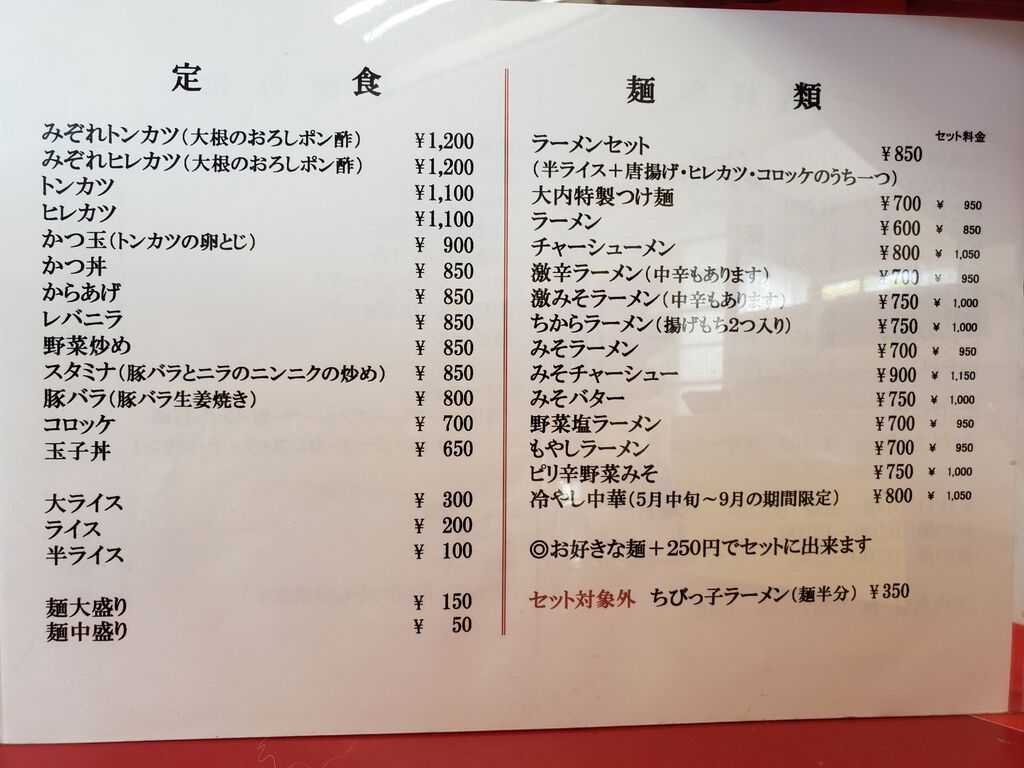 定 食
みぞれトンカツ(大根のおろしポン酢) ¥1,200
みぞれヒレカツ(大根のおろしポン酢) ¥1,200
トンカツ ¥1,100
ヒレカツ ¥1,100
かつ玉(トンカツの卵とじ) ¥ 900
かつ丼 ¥ 850
からあげ ¥ 850
レバニラ ¥ 850
野菜炒め ¥ 850
スタミナ(豚バラとニラのニンニクの炒め) ¥ 850
豚バラ(豚バラ生姜焼き) ¥ 800
コロッケ ¥ 700
玉子丼 ¥ 650
大ライス ¥ 300
ライス ¥ 200
半ライス ¥ 100
麺大盛り ¥ 150
麺中盛り ¥ 50
麺 類
セット料金
ラーメンセット ¥850
(半ライス+唐揚げ・ヒレカツ・コロッケのうち一つ)
大内特製つけ麺 ¥700 ¥ 950
ラーメン ¥600 ¥ 850
チャーシューメン ¥800 ¥ 1,050
激辛ラーメン(中辛もあります) ¥700 ¥ 950
激みそラーメン(中辛もあります) ¥750 ¥ 1,000
ちからラーメン(揚げもち2つ入り) ¥750 ¥ 1,000
みそラーメン ¥700 ¥ 950
みそチャーシュー ¥900 ¥ 1,150
みそバター ¥750 ¥ 1,000
野菜塩ラーメン ¥700 ¥ 950
もやしラーメン ¥700 ¥ 950
ピリ辛野菜みそ ¥750 ¥ 1,000
冷やし中華(5月中旬~9月の期間限定) ¥800 ¥ 1,050
◎お好きな麺+250円でセットに出来ます
セット対象外 ちびっ子ラーメン(麺半分) ¥350